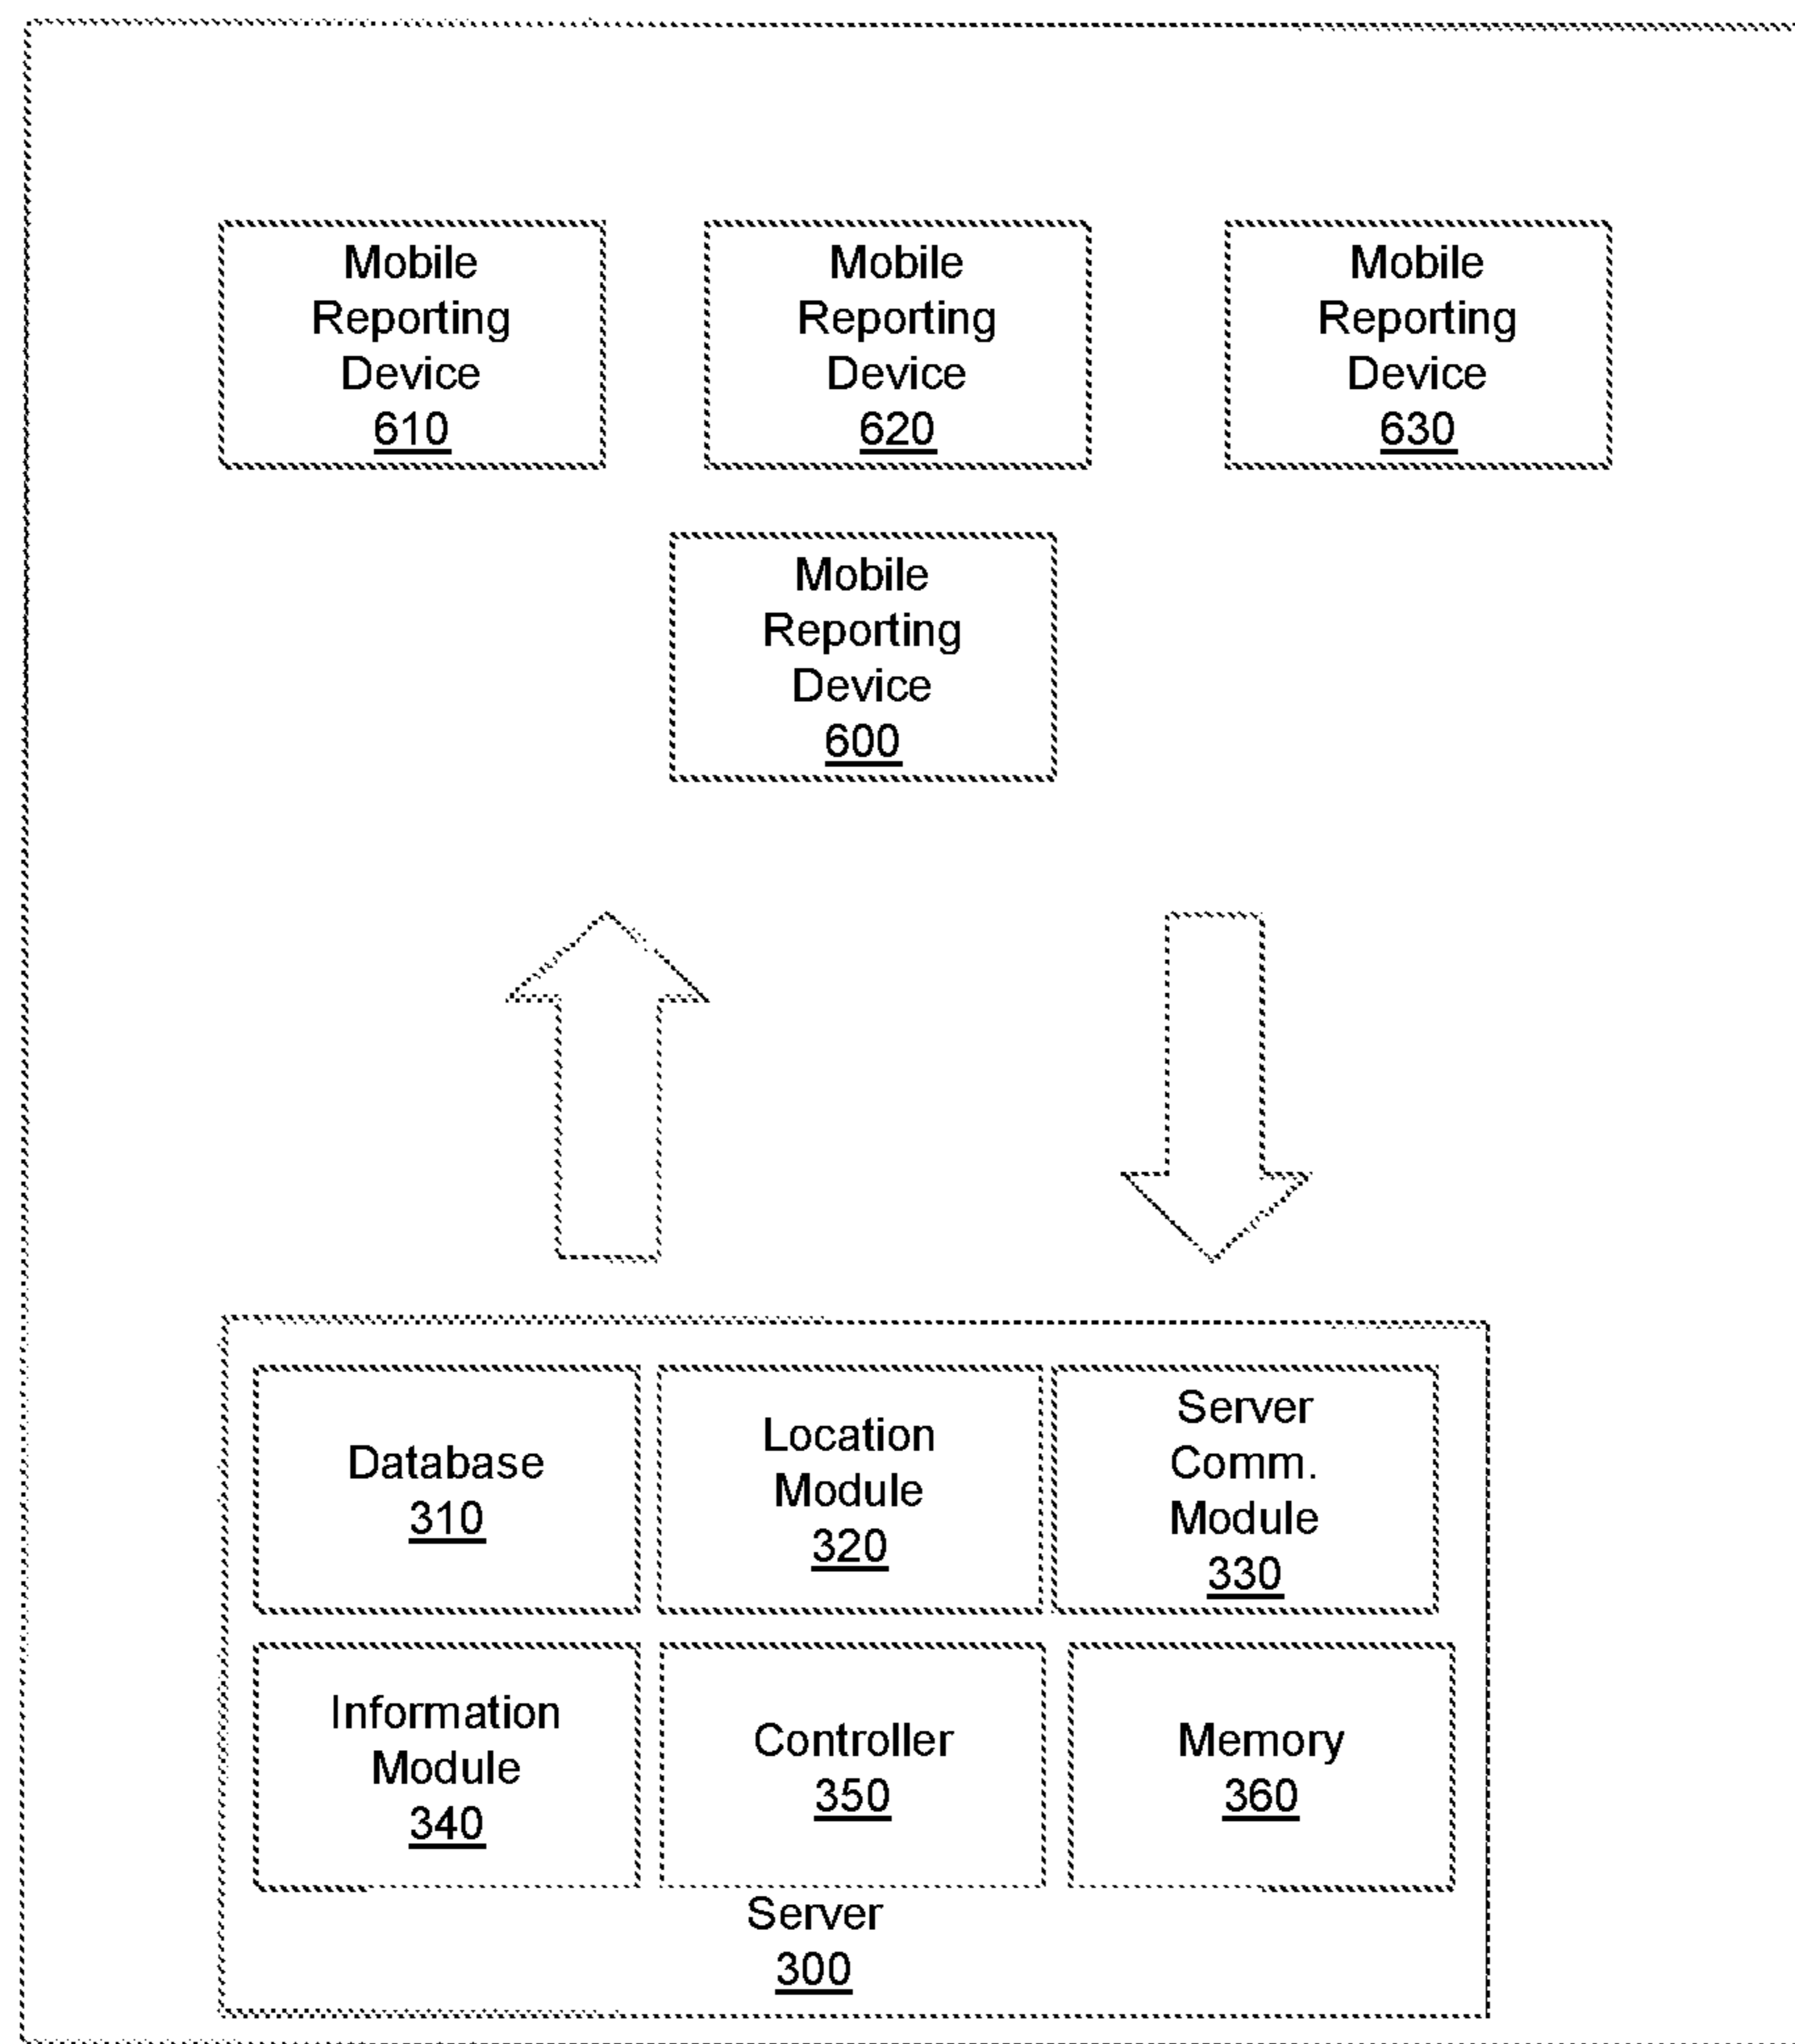 Mobile
Reporting
Device
610
Mobile
Reporting
Device
620
Mobile
Reporting
Device
630
Mobile
Reporting
Device
600
Database
310
Location
Module
320
Server
Comm.
Module
330
Information
Module
340
Controller
350
Memory
360
Server
300